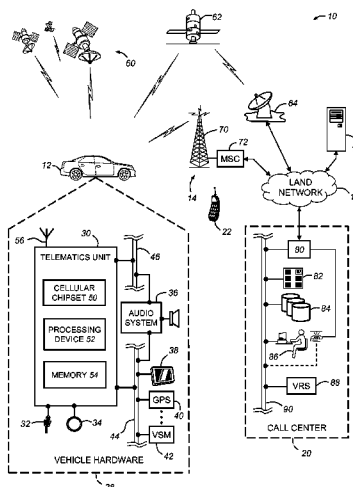 10
62
60
64
70
72
MSC
12
14
LAND
NETWORK
22
56
30
TELEMATICS UNIT
46
80
82
36
CELLULAR
CHIPSET 50
AUDIO
SYSTEM
84
PROCESSING
DEVICE 52
38
86
MEMORY 54
GPS
40
VRS
88
32
34
44
VSM
42
90
CALL CENTER
VEHICLE HARDWARE
20
28